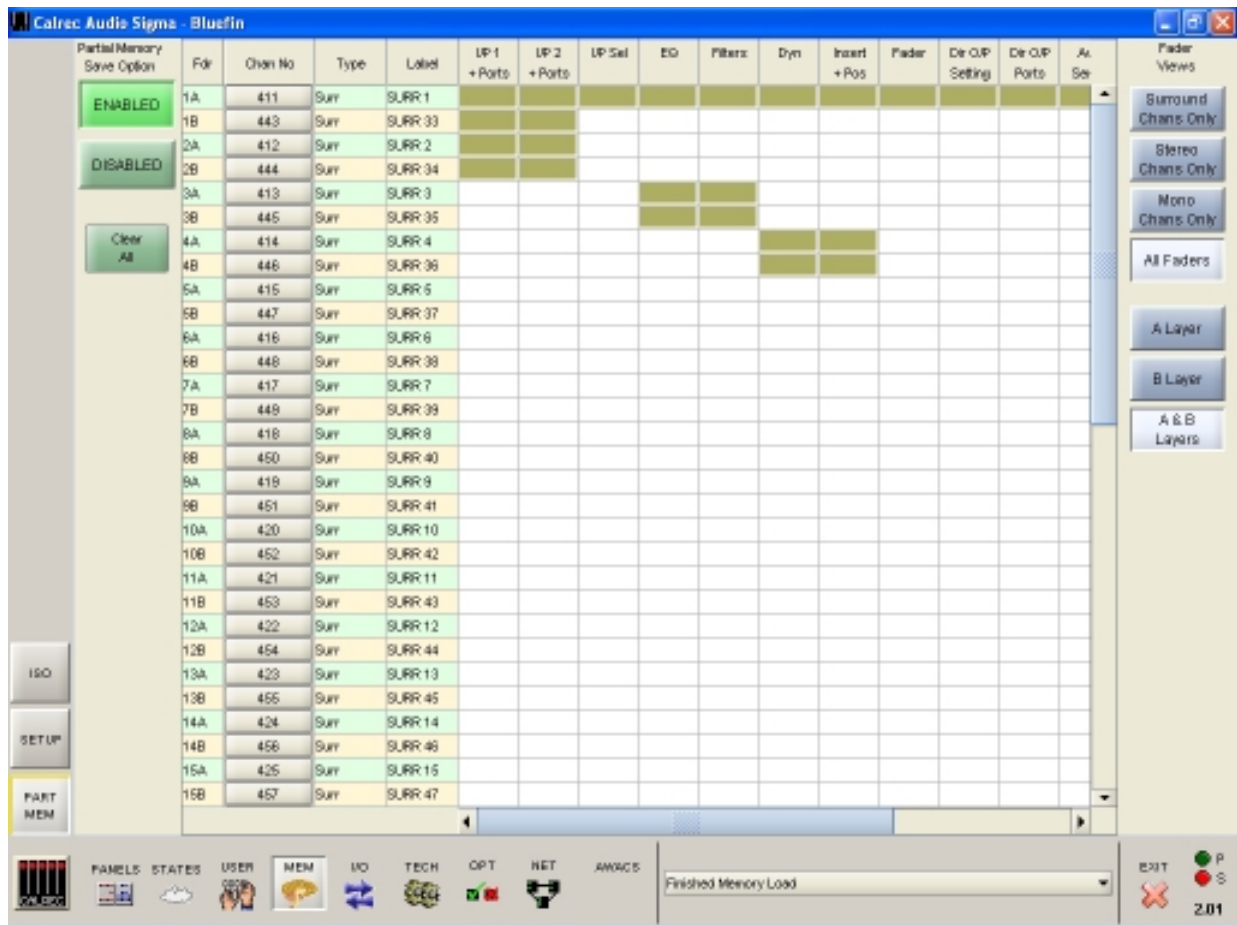 Calrec Audio Sigma - Bluefin
Partial Memory
Save Option
ENABLED
DISABLED
Clear
All
Fdr Chan No Type Label I/P 1 + Ports I/P 2 + Ports I/P Sel EQ Filters Dyn Insert + Pos Fader Dir O/P Setting Dir O/P Ports
1A 411 Surr SURR 1
1B 443 Surr SURR 33
2A 412 Surr SURR 2
2B 444 Surr SURR 34
3A 413 Surr SURR 3
3B 445 Surr SURR 35
4A 414 Surr SURR 4
4B 446 Surr SURR 36
5A 415 Surr SURR 5
5B 447 Surr SURR 37
6A 416 Surr SURR 6
6B 448 Surr SURR 38
7A 417 Surr SURR 7
7B 449 Surr SURR 39
8A 418 Surr SURR 8
8B 450 Surr SURR 40
9A 419 Surr SURR 9
9B 451 Surr SURR 41
10A 420 Surr SURR 10
10B 452 Surr SURR 42
11A 421 Surr SURR 11
11B 453 Surr SURR 43
12A 422 Surr SURR 12
12B 454 Surr SURR 44
13A 423 Surr SURR 13
13B 455 Surr SURR 45
14A 424 Surr SURR 14
14B 456 Surr SURR 46
15A 425 Surr SURR 15
15B 457 Surr SURR 47
Fader
Views
Surround
Chans Only
Stereo
Chans Only
Mono
Chans Only
All Faders
A Layer
B Layer
A & B
Layers
ISO
SETUP
PART
MEM
CALREC
PANELS STATES USER MEM I/O TECH OPT NET AWACS
Finished Memory Load
EXIT
P
S
2.01